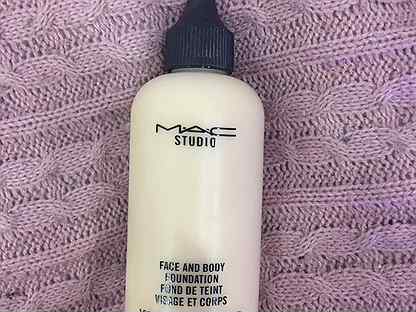 MAC
STUDIO
FACE AND BODY
FOUNDATION
FOND DE TEINT
VISAGE ET CORPS